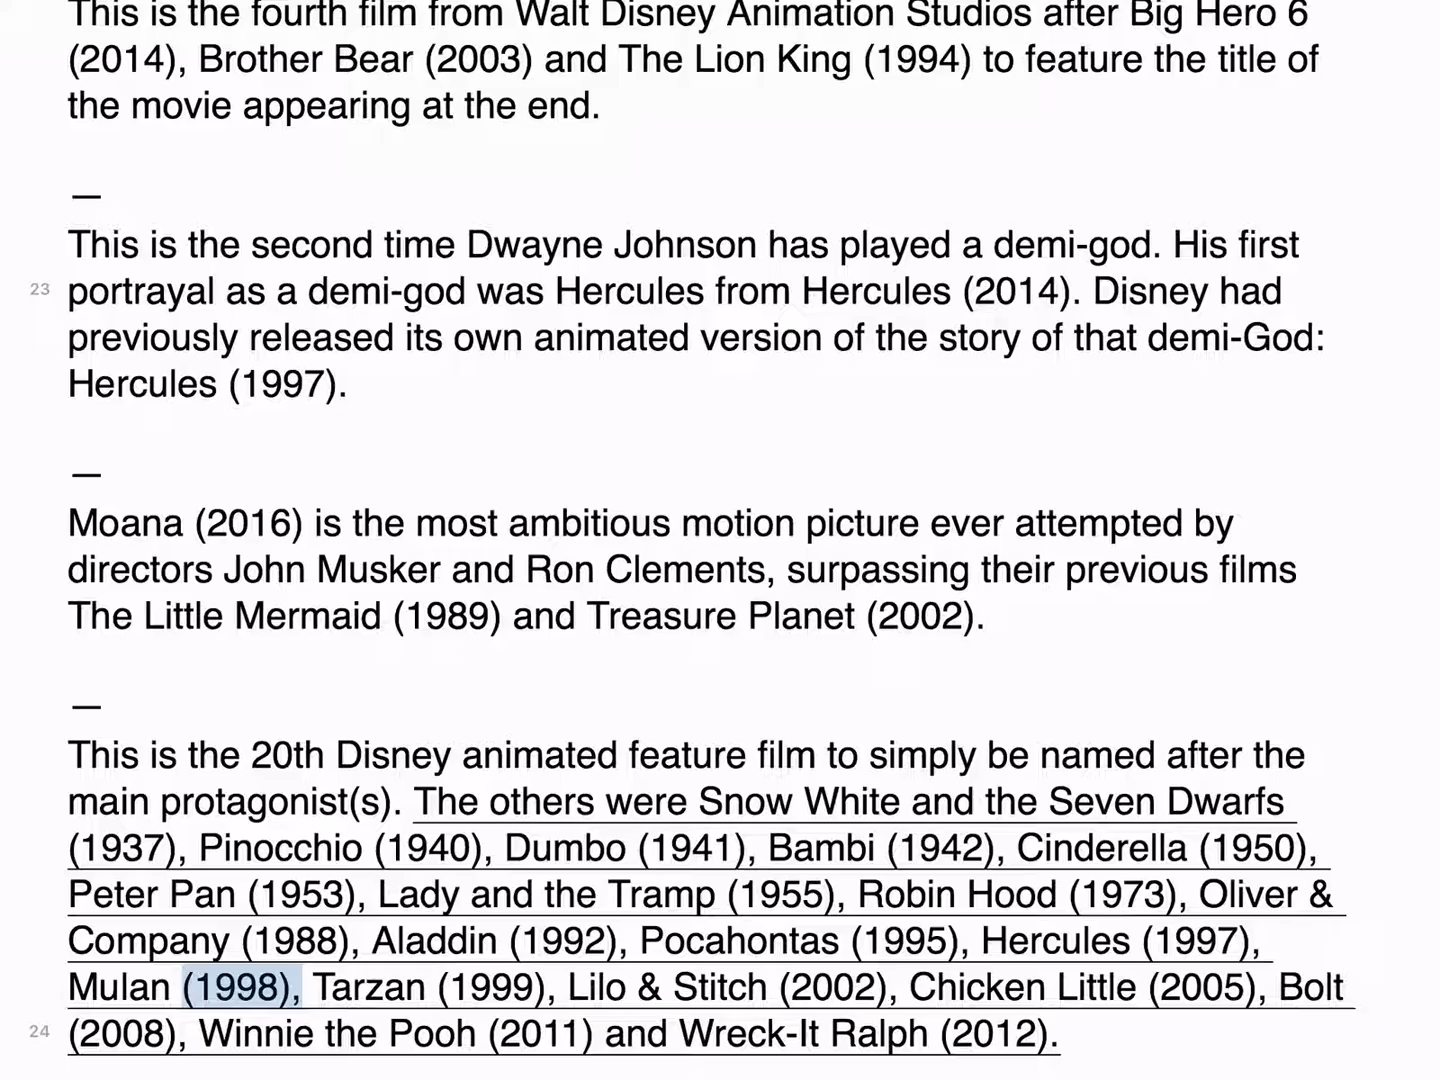 This is the fourth film from Walt Disney Animation Studios after Big Hero 6
(2014), Brother Bear (2003) and The Lion King (1994) to feature the title of
the movie appearing at the end.
—
This is the second time Dwayne Johnson has played a demi-god. His first
23 portrayal as a demi-god was Hercules from Hercules (2014). Disney had
previously released its own animated version of the story of that demi-God:
Hercules (1997).
—
Moana (2016) is the most ambitious motion picture ever attempted by
directors John Musker and Ron Clements, surpassing their previous films
The Little Mermaid (1989) and Treasure Planet (2002).
—
This is the 20th Disney animated feature film to simply be named after the
main protagonist(s). The others were Snow White and the Seven Dwarfs
(1937), Pinocchio (1940), Dumbo (1941), Bambi (1942), Cinderella (1950),
Peter Pan (1953), Lady and the Tramp (1955), Robin Hood (1973), Oliver &
Company (1988), Aladdin (1992), Pocahontas (1995), Hercules (1997),
Mulan (1998), Tarzan (1999), Lilo & Stitch (2002), Chicken Little (2005), Bolt
24 (2008), Winnie the Pooh (2011) and Wreck-It Ralph (2012).